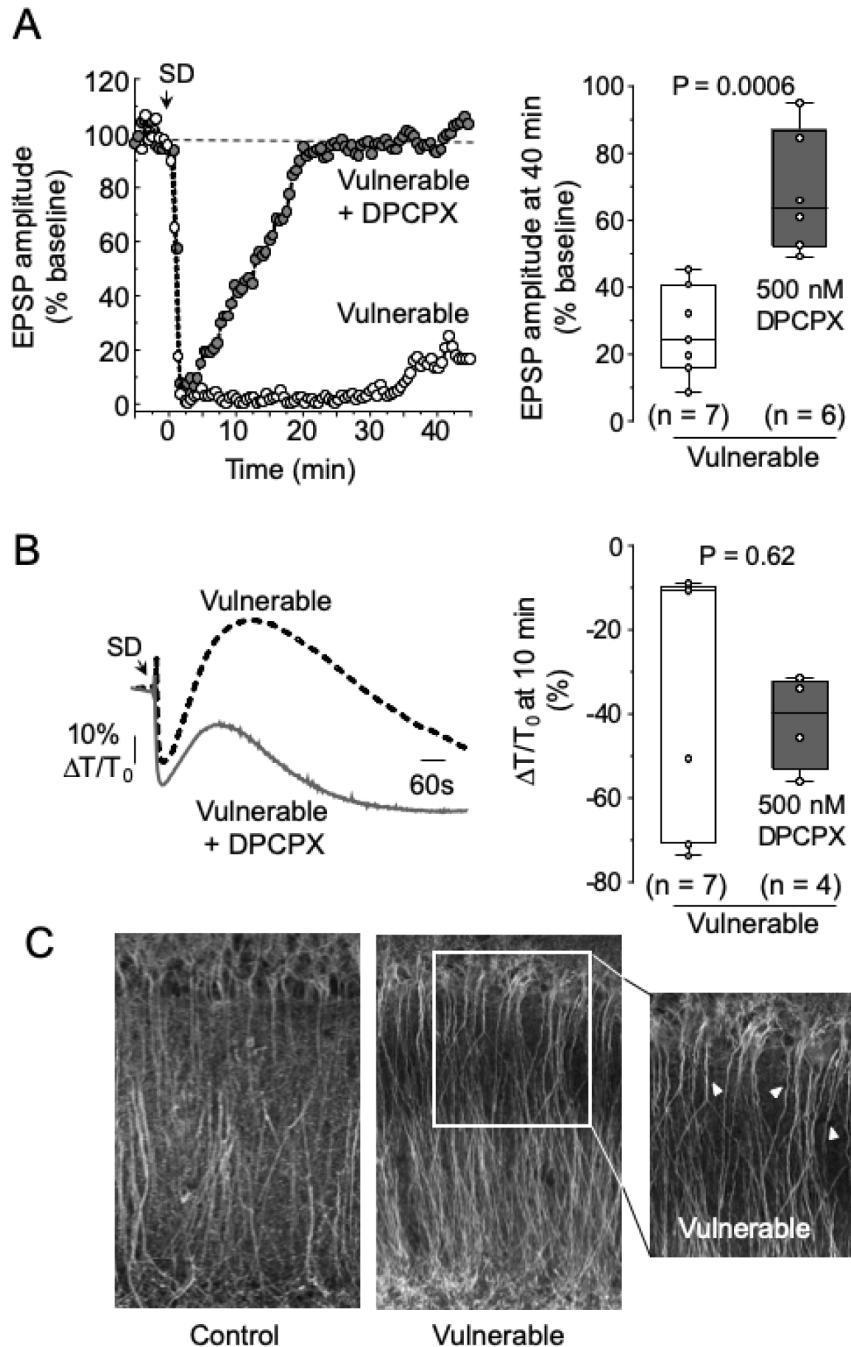 A
SD
120
100
80
60
40
20
0
EPSP amplitude
(% baseline)
Vulnerable
+ DPCPX
Vulnerable
0
10
20
30
40
Time (min)
100
80
60
40
20
0
EPSP amplitude at 40 min
(% baseline)
P = 0.0006
500 nM
DPCPX
(n = 7)
(n = 6)
Vulnerable
B
Vulnerable
SD
10%
ΔT/T0
60s
Vulnerable
+ DPCPX
0
-20
-40
-60
-80
ΔT/T0 at 10 min
(%)
P = 0.62
500 nM
DPCPX
(n = 7)
(n = 4)
Vulnerable
C
Vulnerable
Control
Vulnerable